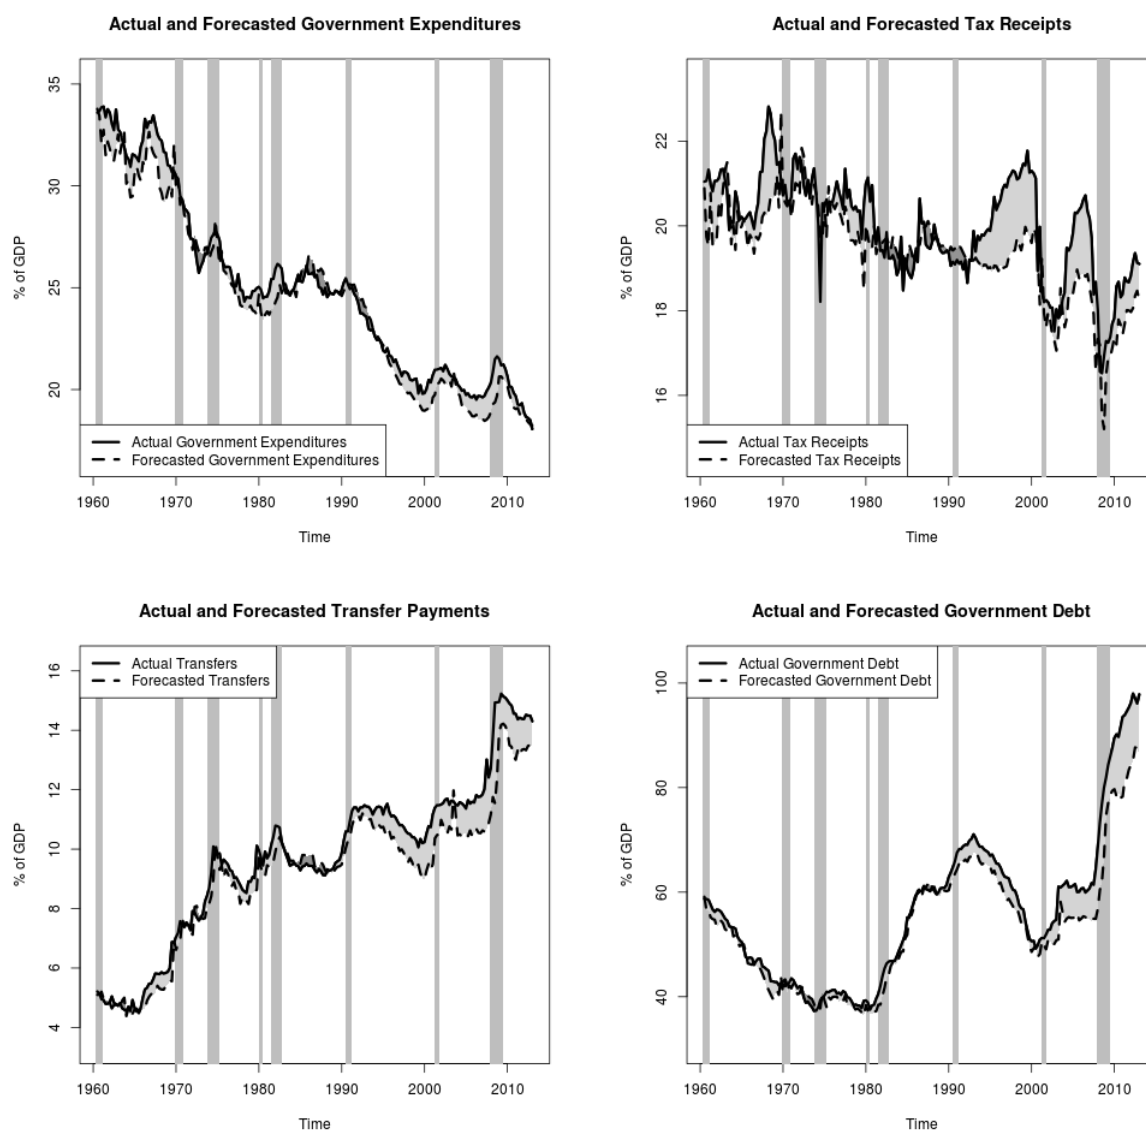 Actual and Forecasted Government Expenditures
35
30
25
20
% of GDP
Actual Government Expenditures
Forecasted Government Expenditures
1960 1970 1980 1990 2000 2010
Time
Actual and Forecasted Tax Receipts
22
20
18
16
% of GDP
Actual Tax Receipts
Forecasted Tax Receipts
1960 1970 1980 1990 2000 2010
Time
Actual and Forecasted Transfer Payments
Actual Transfers
Forecasted Transfers
16
14
12
10
8
6
4
% of GDP
1960 1970 1980 1990 2000 2010
Time
Actual and Forecasted Government Debt
Actual Government Debt
Forecasted Government Debt
100
80
60
40
% of GDP
1960 1970 1980 1990 2000 2010
Time